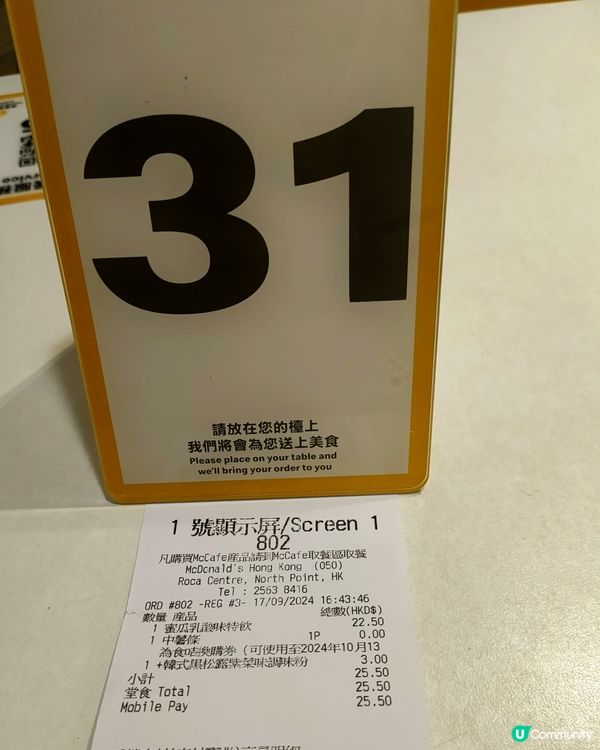 31
請放在您的檯上
我們將會為您送上美食
Please place on your table and
we'll bring your order to you
1 號顯示屏/Screen 1
802
凡購買McCafe產品請到McCafe取餐區取餐
McDonald's Hong Kong (050)
Roca Centre, North Point, HK
Tel : 2553 8416
ORD #802 -REG #3- 17/09/2024 16:43:46
數量 產品 總數(HKD$)
1 蜜瓜乳酸味特飲 22.50
1 中薯條 1P 0.00
為食咭換購券 (可使用至2024年10月13
1 +韓式黑松露紫菜味調味粉 3.00
小計 25.50
堂食 Total 25.50
Mobile Pay 25.50
U Community